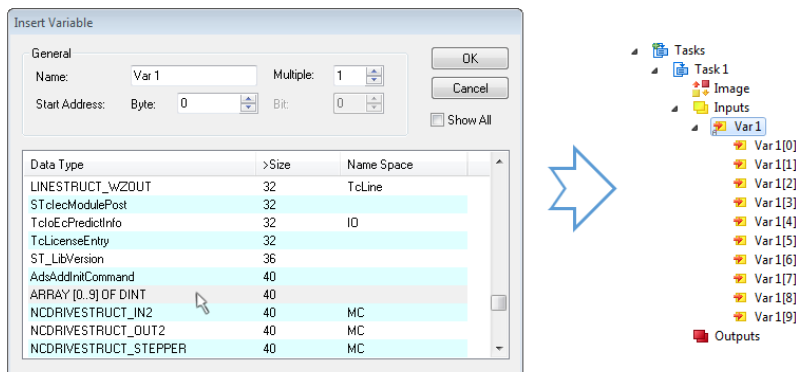 Insert Variable
General
Name: Var 1 Multiple: 1 OK
Start Address: Byte: 0 Bit: 0 Cancel
Show All
Data Type >Size Name Space
LINESTRUCT_WZOUT 32 TcLine
STcIecModulePost 32
TcIoEcPredictInfo 32 IO
TcLicenseEntry 32
ST_LibVersion 36
AdsAddInitCommand 40
ARRAY [0..9] OF DINT 40
NCDRIVESTRUCT_IN2 40 MC
NCDRIVESTRUCT_OUT2 40 MC
NCDRIVESTRUCT_STEPPER 40 MC
Tasks
Task 1
Image
Inputs
Var 1
Var 1[0]
Var 1[1]
Var 1[2]
Var 1[3]
Var 1[4]
Var 1[5]
Var 1[6]
Var 1[7]
Var 1[8]
Var 1[9]
Outputs